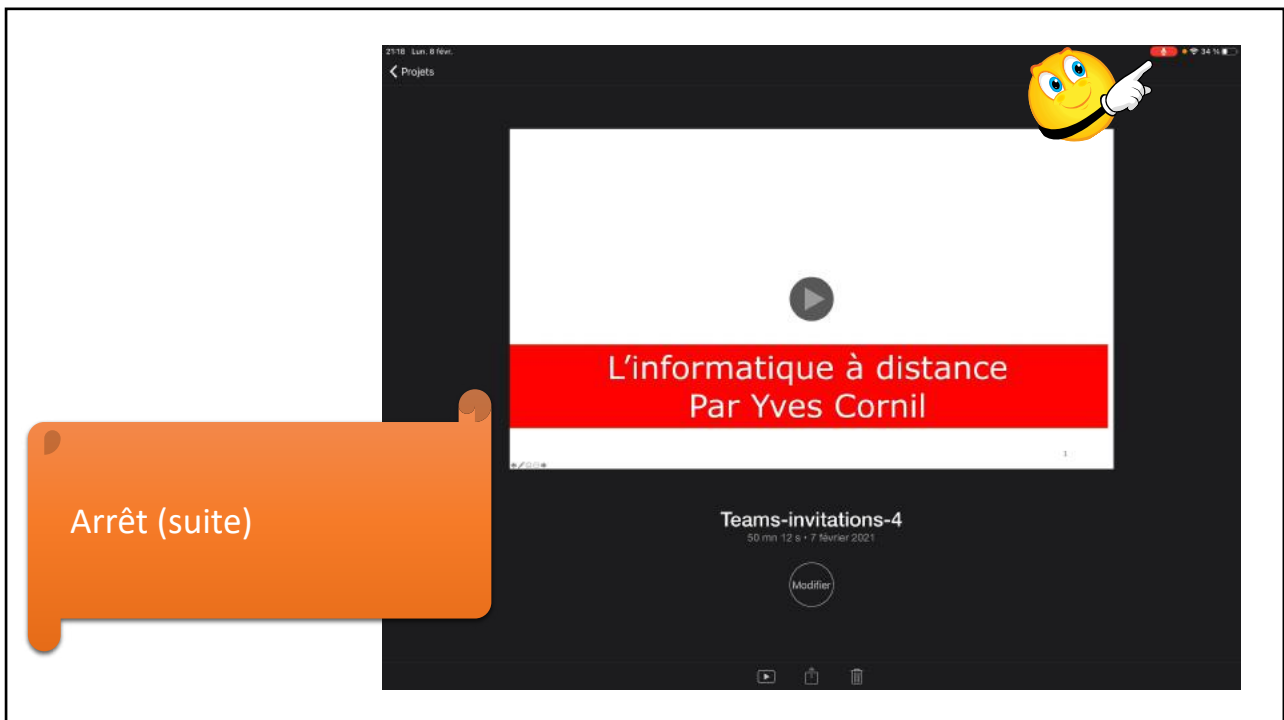 21:18 Lun. 8 févr.
34 %
Projets
L'informatique à distance
Par Yves Cornil
1
Arrêt (suite)
Teams-invitations-4
50 mn 12 s • 7 février 2021
Modifier